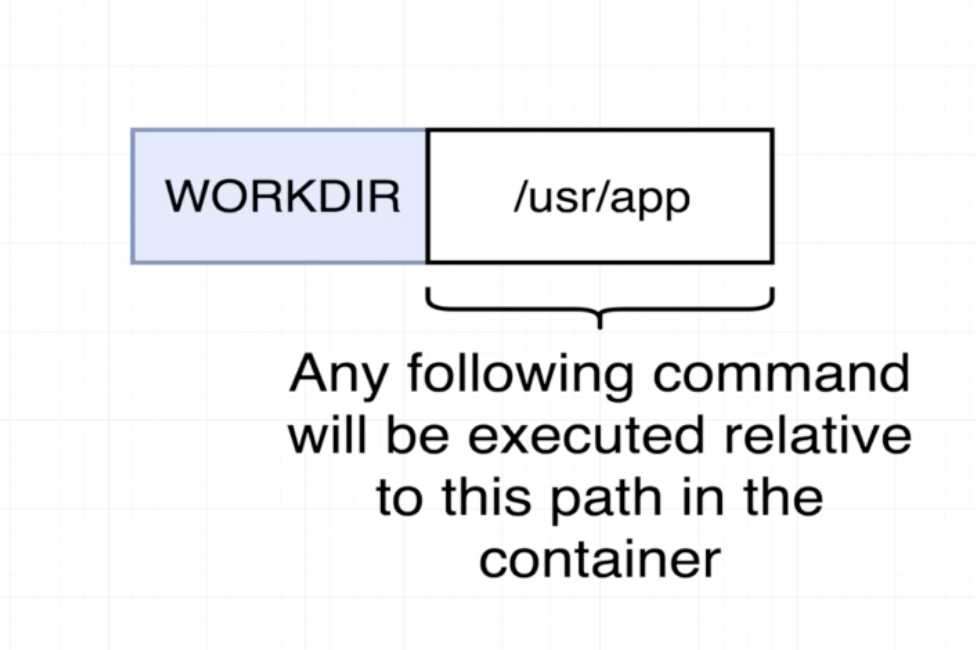 WORKDIR /usr/app
Any following command
will be executed relative
to this path in the
container